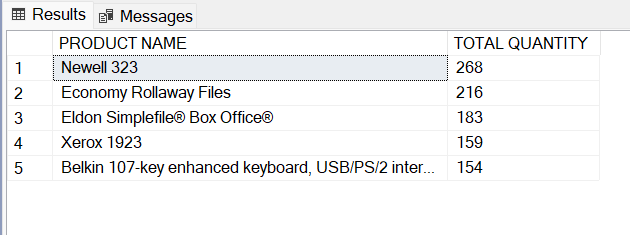 Results Messages
PRODUCT NAME TOTAL QUANTITY
1 Newell 323 268
2 Economy Rollaway Files 216
3 Eldon Simplefile® Box Office® 183
4 Xerox 1923 159
5 Belkin 107-key enhanced keyboard, USB/PS/2 inter... 154